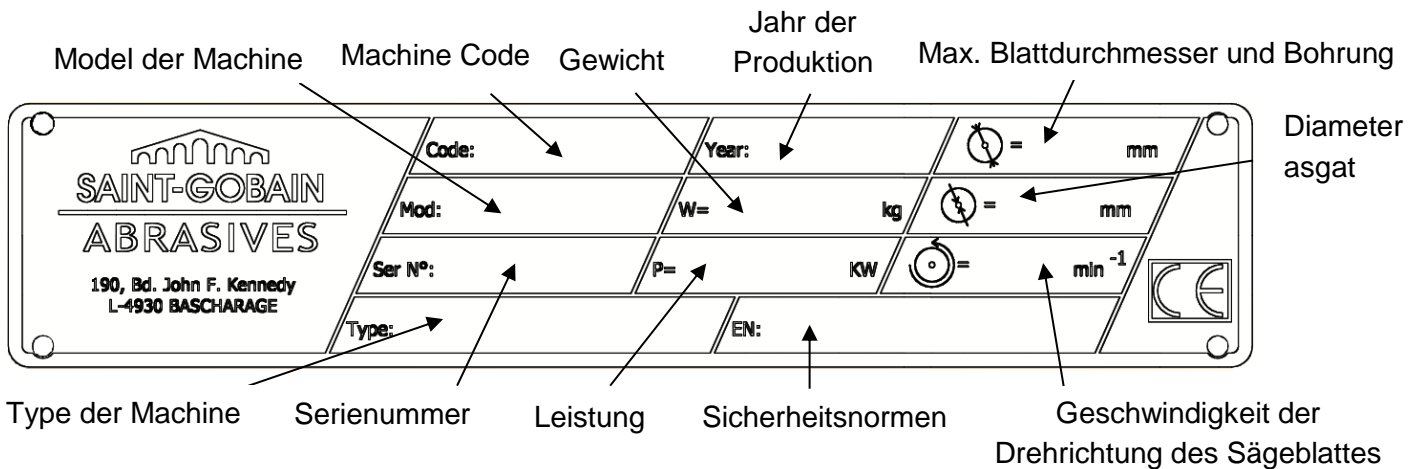 Jahr der
Produktion
Model der Machine
Machine Code
Gewicht
Max. Blattdurchmesser und Bohrung
Diameter
asgat
SAINT-GOBAIN
ABRASIVES
190, Bd. John F. Kennedy
L-4930 BASCHARAGE
Code:
Year:
= mm
Mod:
W= kg
= mm
Ser Nº:
P= KW
= min -1
Type:
EN:
CE
Type der Machine
Serienummer
Leistung
Sicherheitsnormen
Geschwindigkeit der
Drehrichtung des Sägeblattes